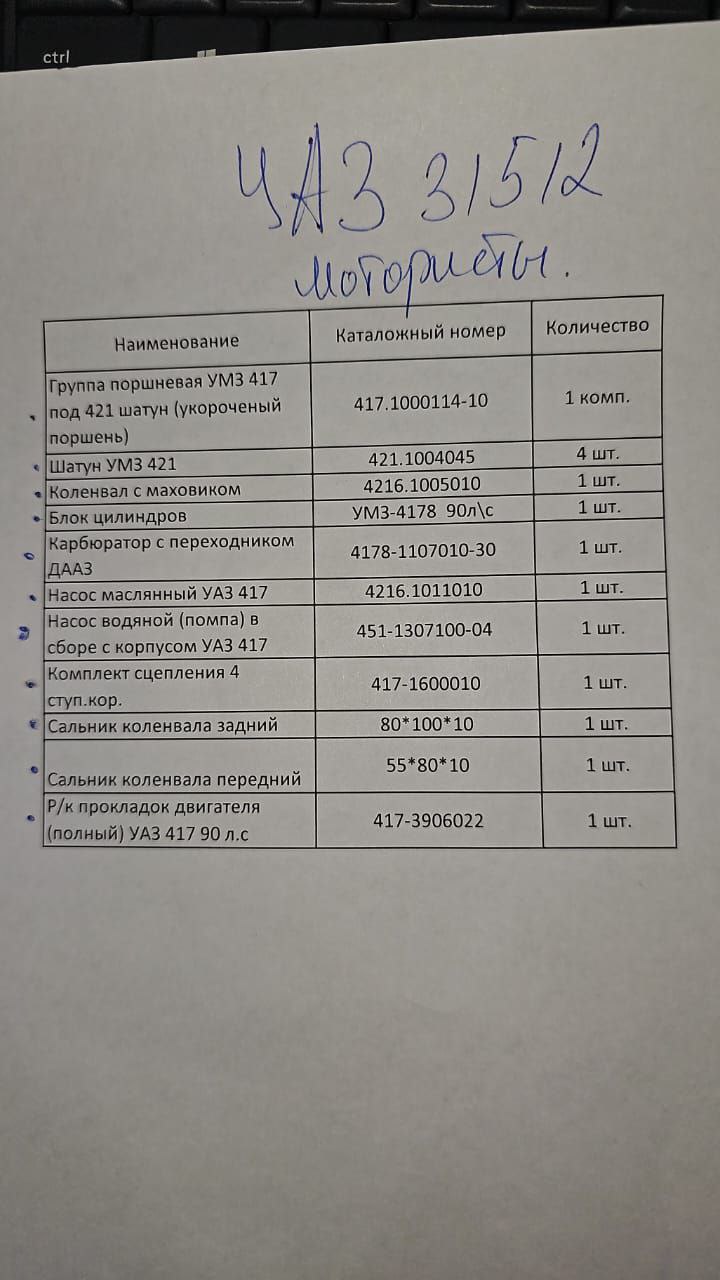 ctrl
УАЗ 31512
мотористы.
Наименование Каталожный номер Количество
Группа поршневая УМЗ 417
под 421 шатун (укороченый 417.1000114-10 1 комп.
поршень)
Шатун УМЗ 421 421.1004045 4 шт.
Коленвал с маховиком 4216.1005010 1 шт.
Блок цилиндров УМЗ-4178 90л\с 1 шт.
Карбюратор с переходником 4178-1107010-30 1 шт.
ДААЗ
Насос маслянный УАЗ 417 4216.1011010 1 шт.
Насос водяной (помпа) в 451-1307100-04 1 шт.
сборе с корпусом УАЗ 417
Комплект сцепления 4 417-1600010 1 шт.
ступ.кор.
Сальник коленвала задний 80*100*10 1 шт.
Сальник коленвала передний 55*80*10 1 шт.
Р/к прокладок двигателя 417-3906022 1 шт.
(полный) УАЗ 417 90 л.с